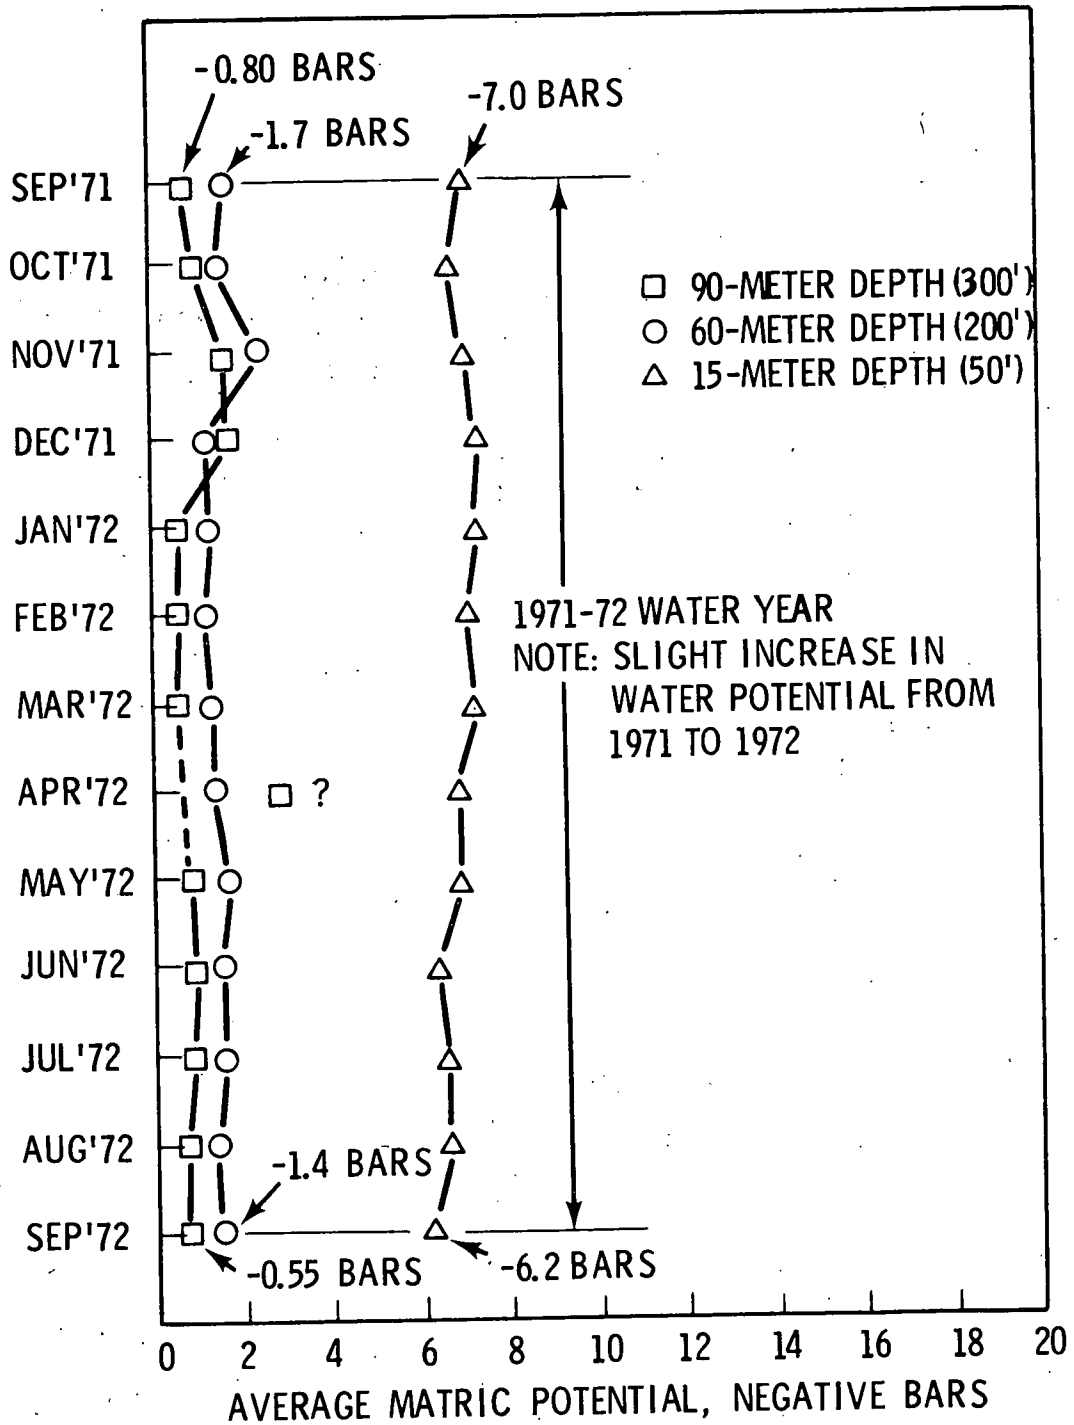 -0.80 BARS
-7.0 BARS
-1.7 BARS
SEP'71
OCT'71
90-METER DEPTH (300')
60-METER DEPTH (200')
15-METER DEPTH (50')
NOV'71
DEC'71
JAN'72
FEB'72
1971-72 WATER YEAR
NOTE: SLIGHT INCREASE IN
WATER POTENTIAL FROM
1971 TO 1972
MAR'72
APR'72
?
MAY'72
JUN'72
JUL'72
AUG'72
-1.4 BARS
SEP'72
-0.55 BARS
-6.2 BARS
0 2 4 6 8 10 12 14 16 18 20
AVERAGE MATRIC POTENTIAL, NEGATIVE BARS